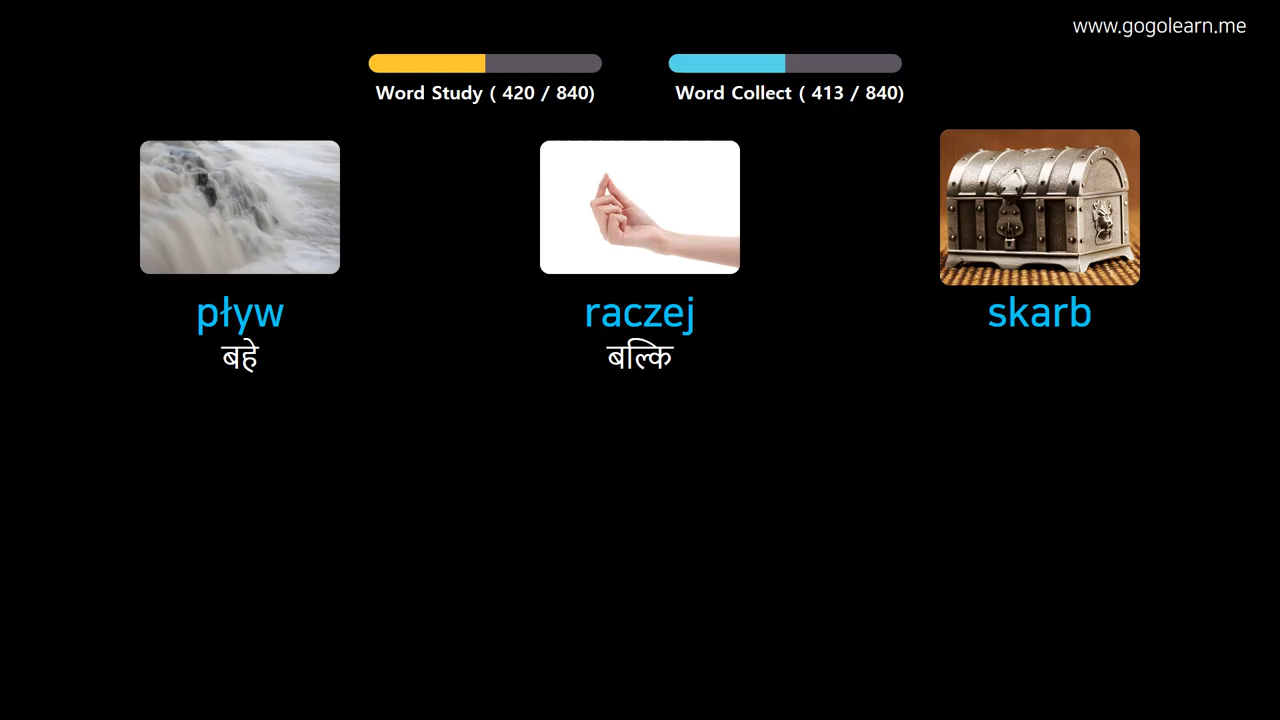 www.gogolearn.me
Word Study ( 420 / 840)
Word Collect ( 413 / 840)
pływ
बहे
raczej
बल्कि
skarb